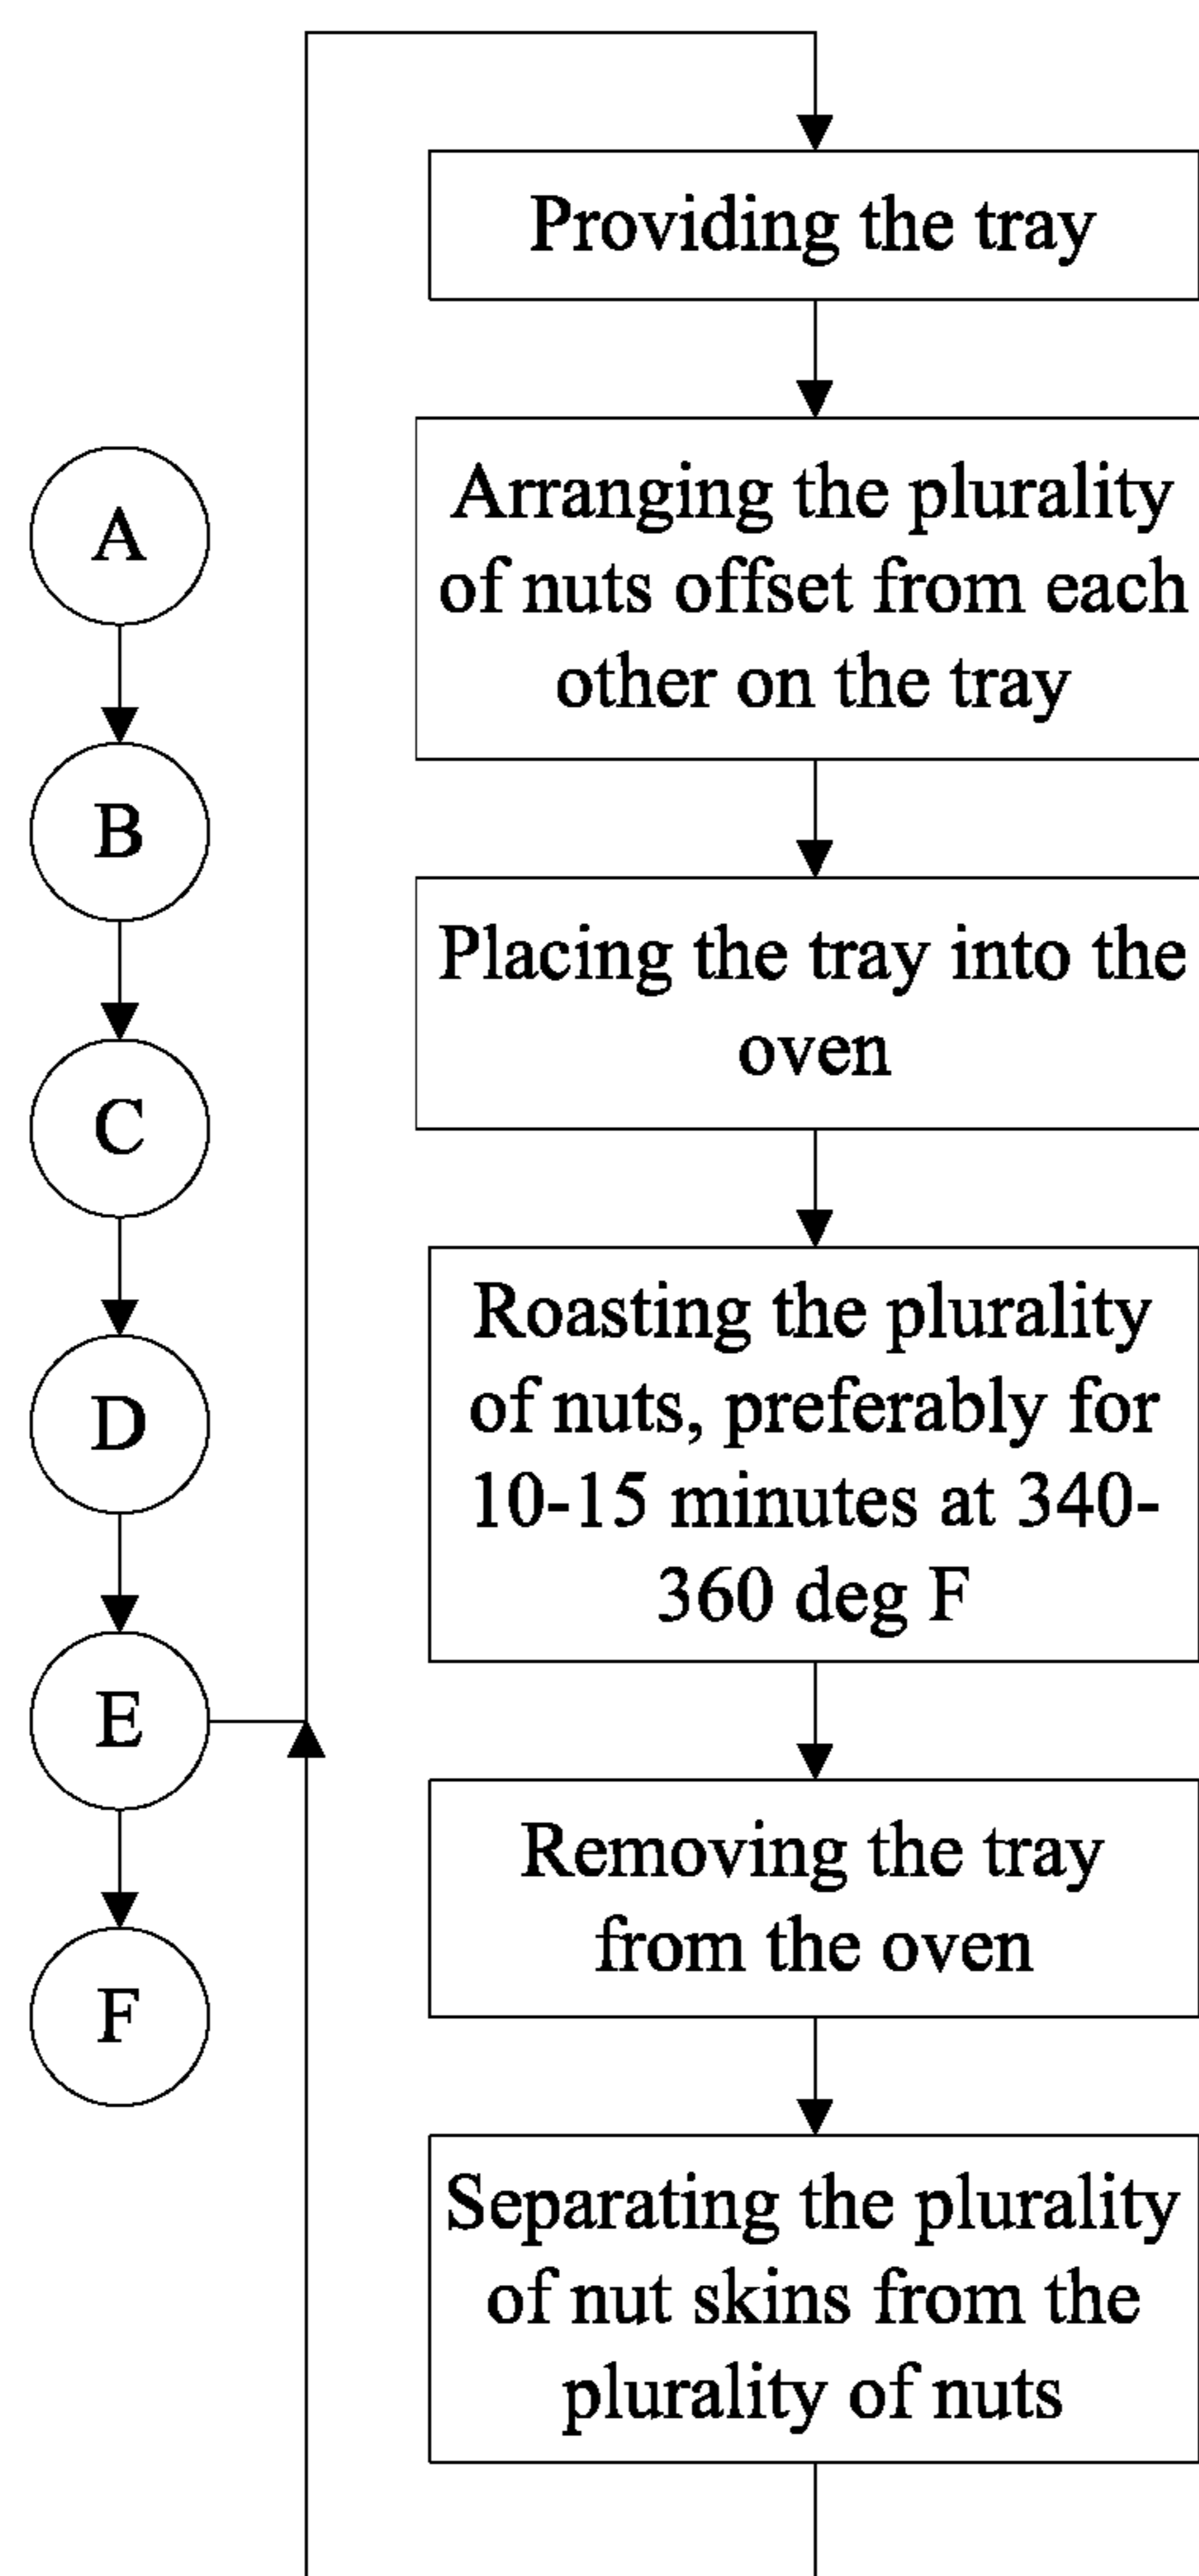 A
B
C
D
E
F
Providing the tray
Arranging the plurality
of nuts offset from each
other on the tray
Placing the tray into the
oven
Roasting the plurality
of nuts, preferably for
10-15 minutes at 340-
360 deg F
Removing the tray
from the oven
Separating the plurality
of nut skins from the
plurality of nuts